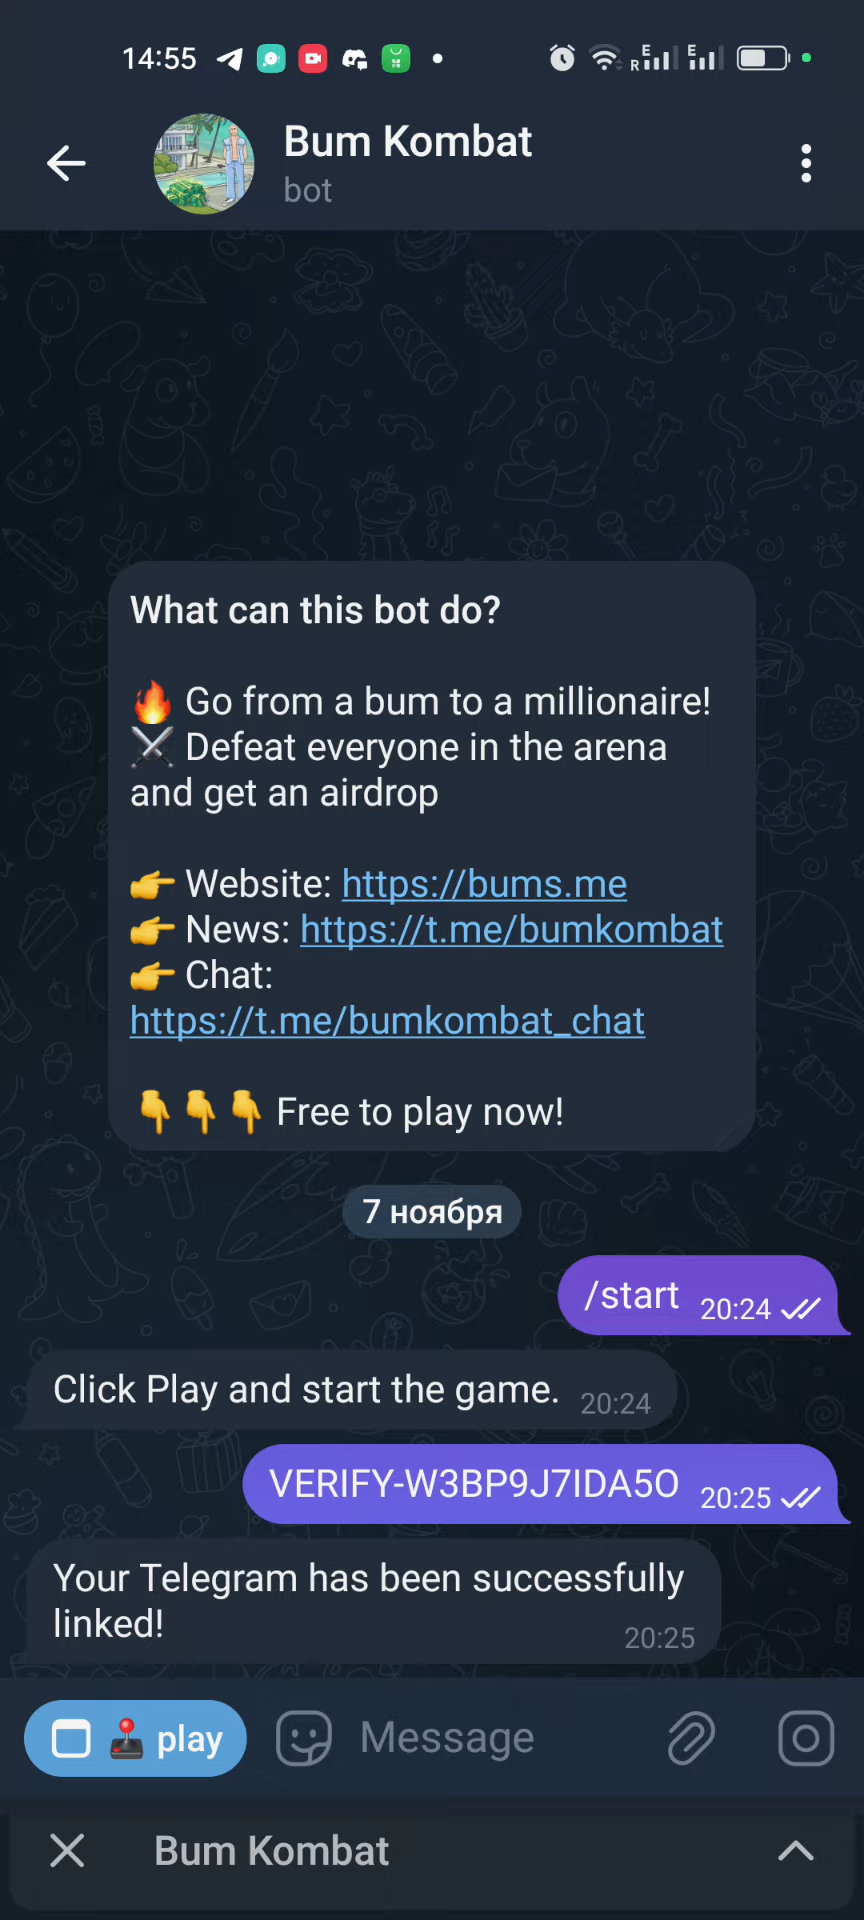 14:55
R E E
Bum Kombat
bot
What can this bot do?
🔥 Go from a bum to a millionaire!
⚔️ Defeat everyone in the arena
and get an airdrop
👉 Website: https://bums.me
👉 News: https://t.me/bumkombat
👉 Chat:
https://t.me/bumkombat_chat
👇👇👇 Free to play now!
7 ноября
/start 20:24
Click Play and start the game. 20:24
VERIFY-W3BP9J7IDA5O 20:25
Your Telegram has been successfully
linked! 20:25
🕹️ play Message
Bum Kombat